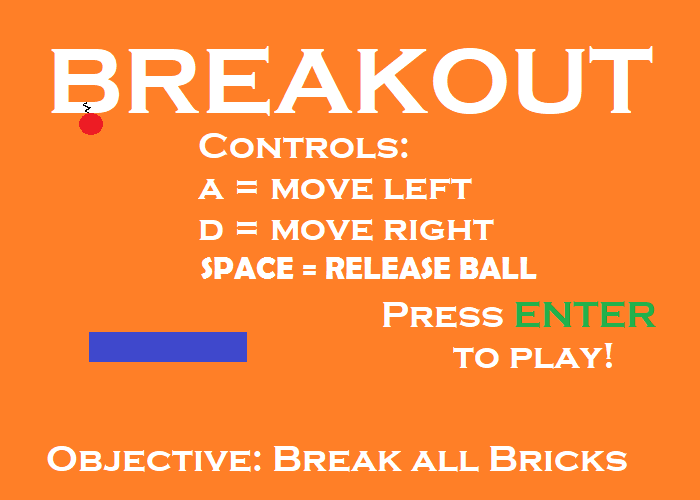 BREAKOUT
Controls:
A = MOVE LEFT
D = MOVE RIGHT
SPACE = RELEASE BALL
Press ENTER
TO PLAY!
Objective: Break all Bricks